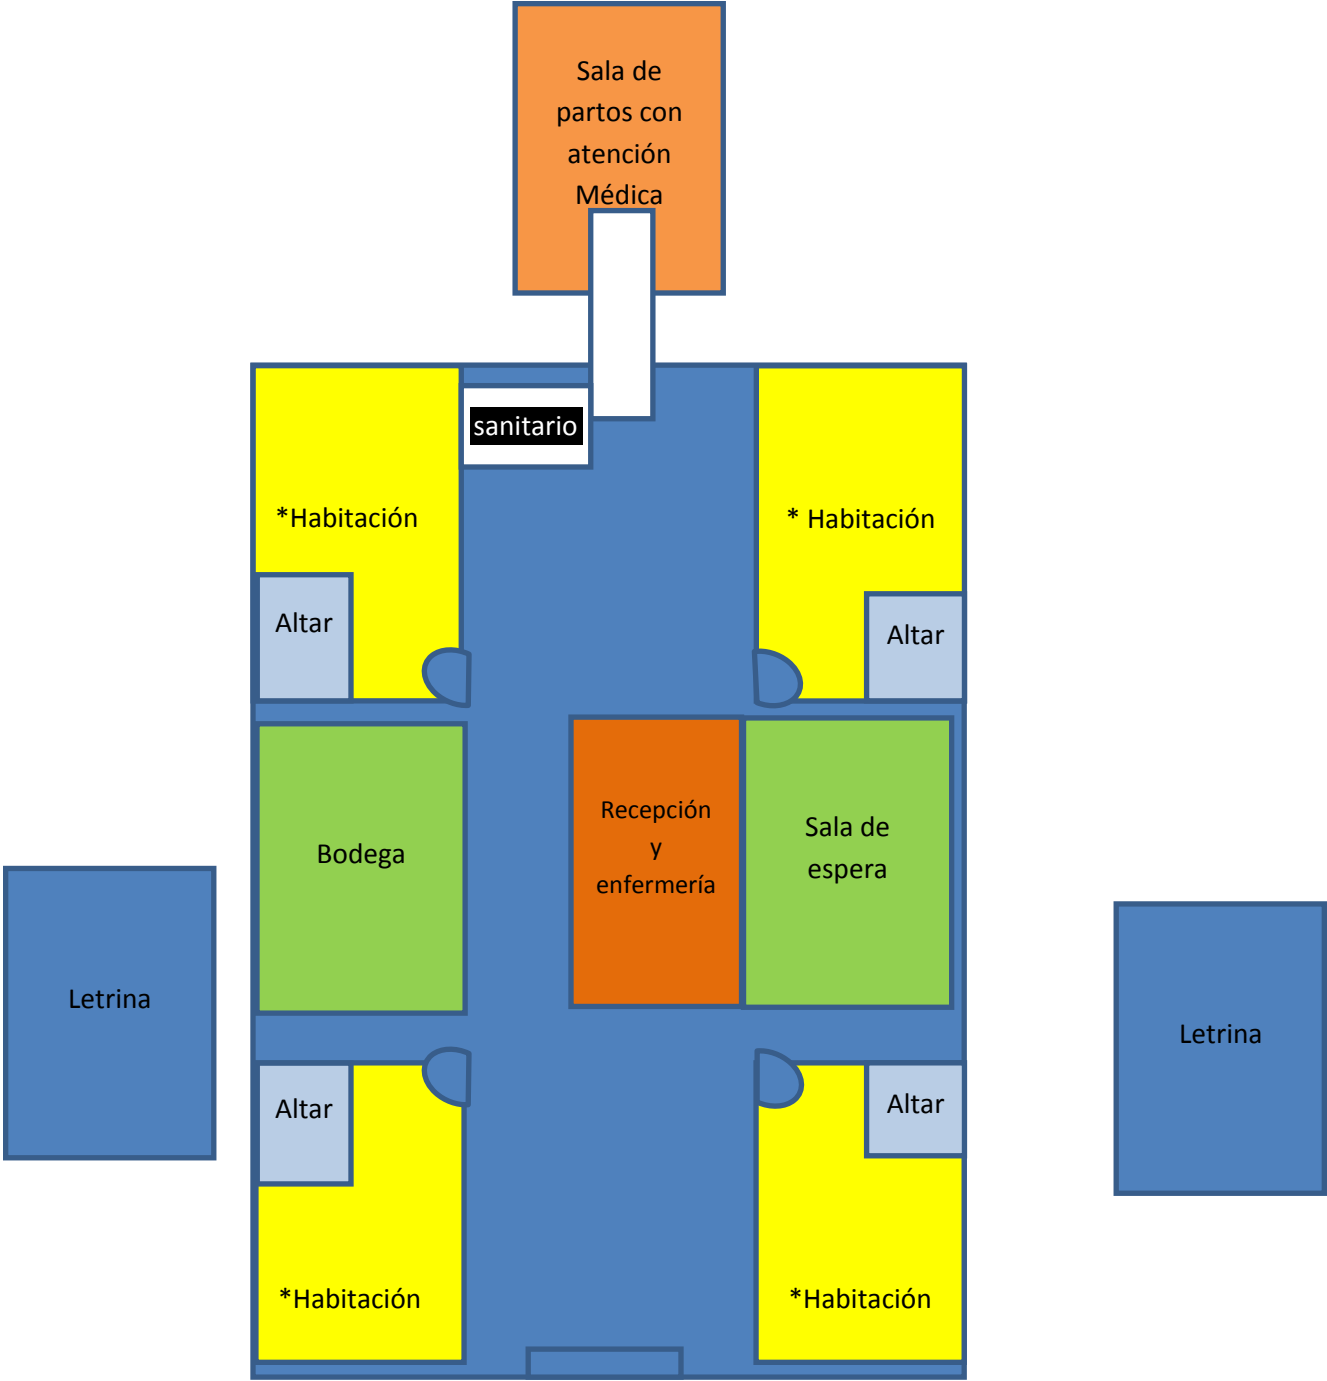 Sala de
partos con
atención
Médica
sanitario
*Habitación
* Habitación
Altar
Altar
Recepción
y
enfermería
Sala de
espera
Bodega
Letrina
Letrina
Altar
Altar
*Habitación
*Habitación